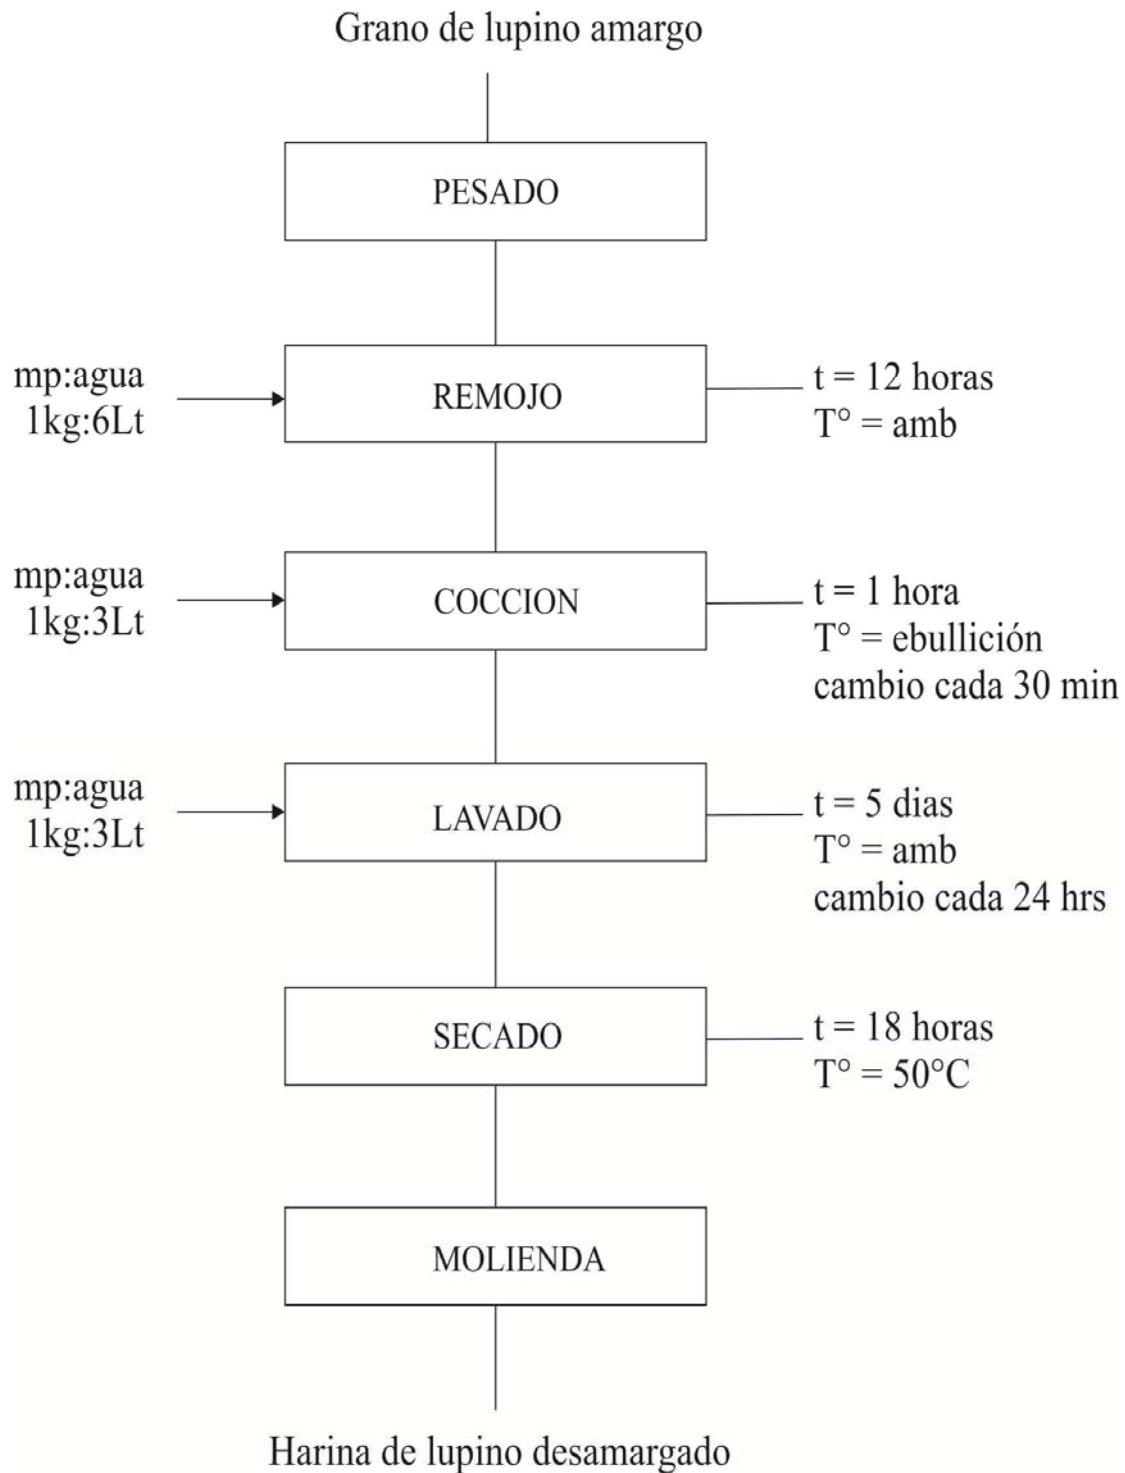 Grano de lupino amargo
PESADO
mp:agua
1kg:6Lt
REMOJO
t = 12 horas
T° = amb
mp:agua
1kg:3Lt
COCCION
t = 1 hora
T° = ebullición
cambio cada 30 min
mp:agua
1kg:3Lt
LAVADO
t = 5 dias
T° = amb
cambio cada 24 hrs
SECADO
t = 18 horas
T° = 50°C
MOLIENDA
Harina de lupino desamargado